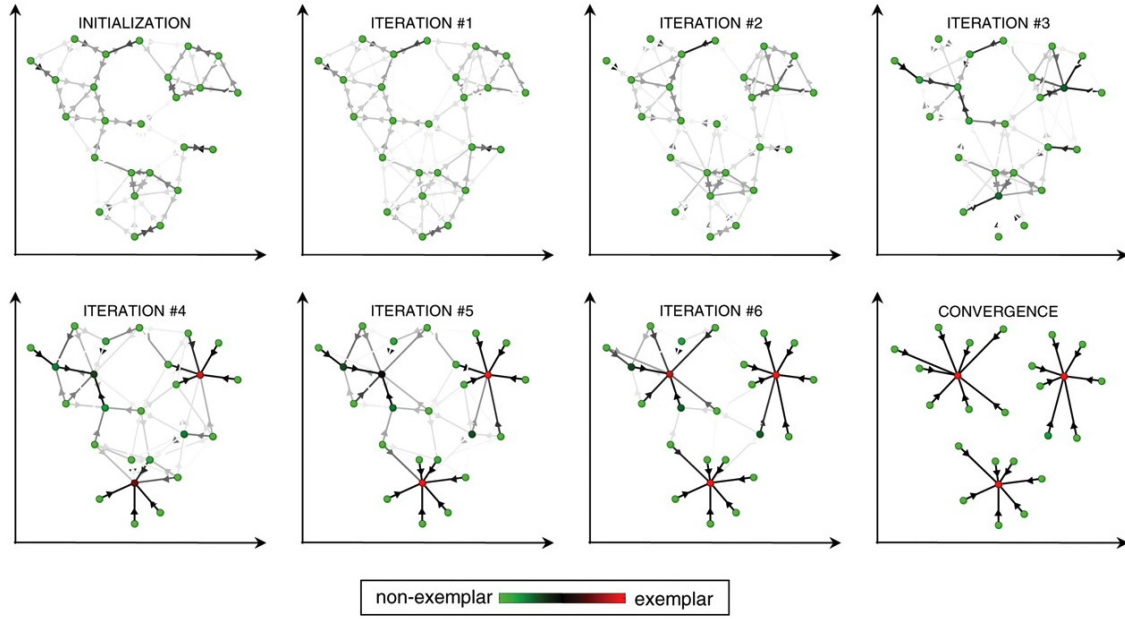 INITIALIZATION
ITERATION #1
ITERATION #2
ITERATION #3
ITERATION #4
ITERATION #5
ITERATION #6
CONVERGENCE
non-exemplar
exemplar